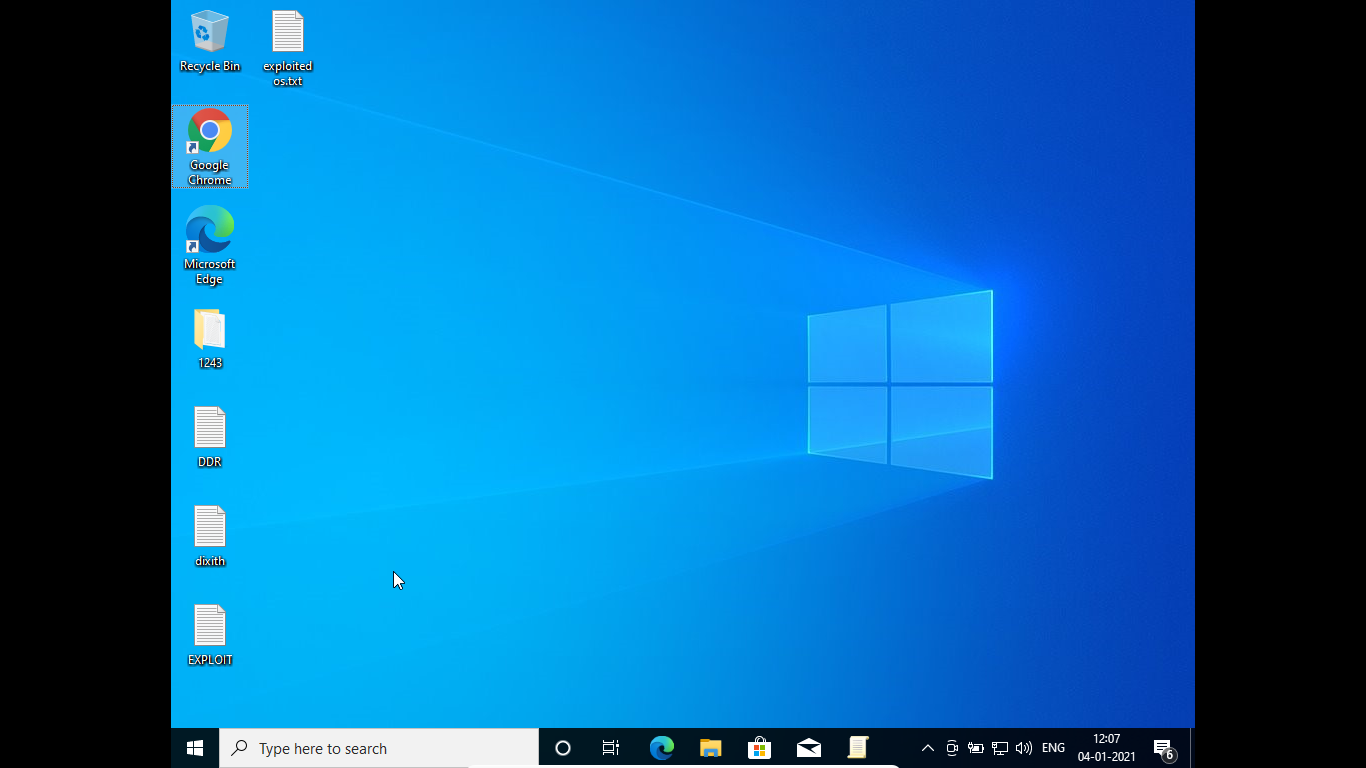 Recycle Bin
exploited
os.txt
Google
Chrome
Microsoft
Edge
1243
DDR
dixith
EXPLOIT
Type here to search
ENG
12:07
04-01-2021
6